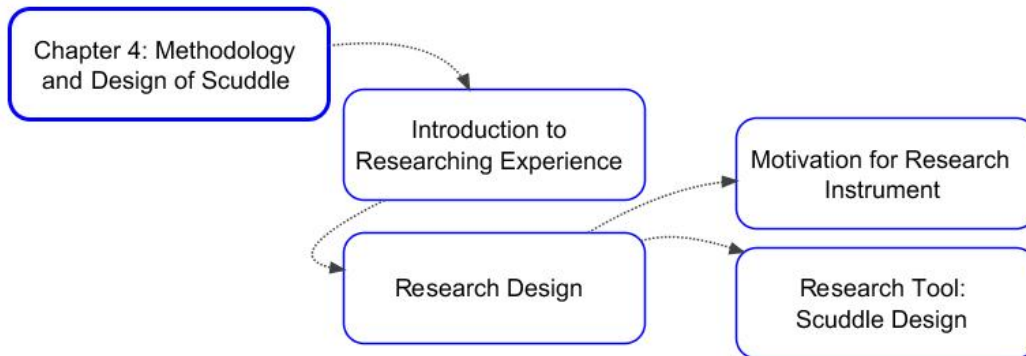 Chapter 4: Methodology
and Design of Scuddle
Introduction to
Researching Experience
Motivation for Research
Instrument
Research Design
Research Tool:
Scuddle Design